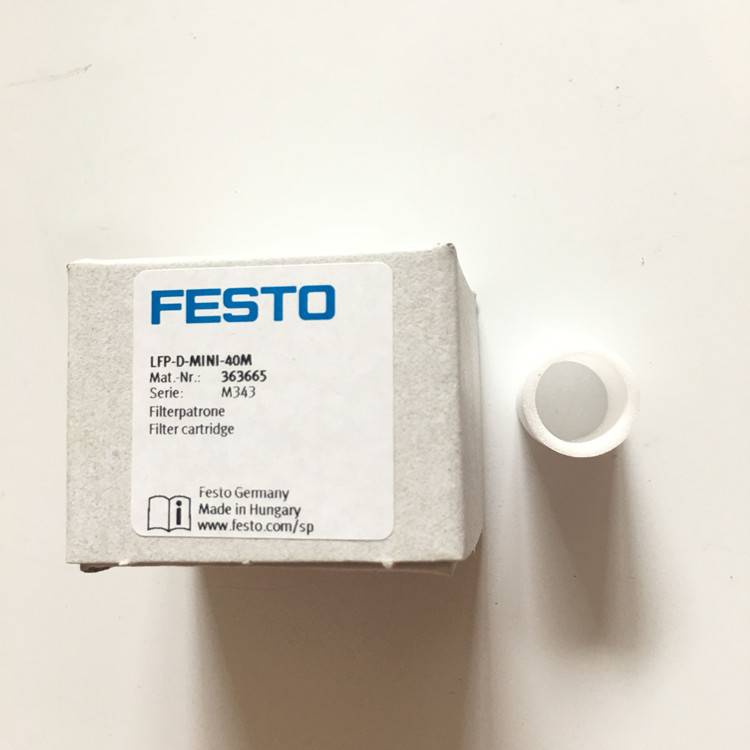 FESTO
LFP-D-MINI-40M
Mat.-Nr.: 363665
Serie: M343
Filterpatrone
Filter cartridge
Festo Germany
Made in Hungary
www.festo.com/sp